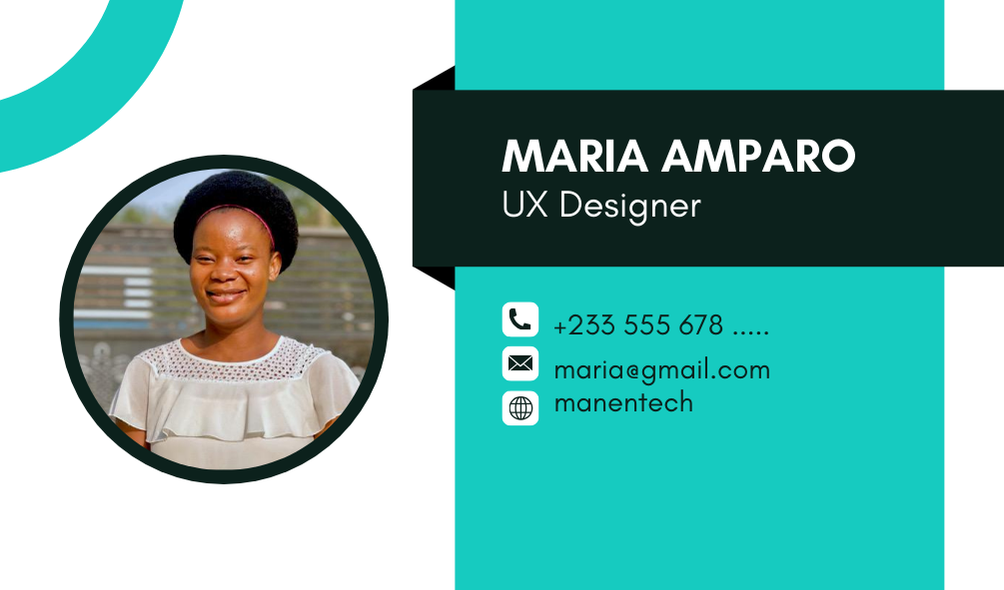 MARIA AMPARO
UX Designer
+233 555 678 .....
maria@gmail.com
manentech